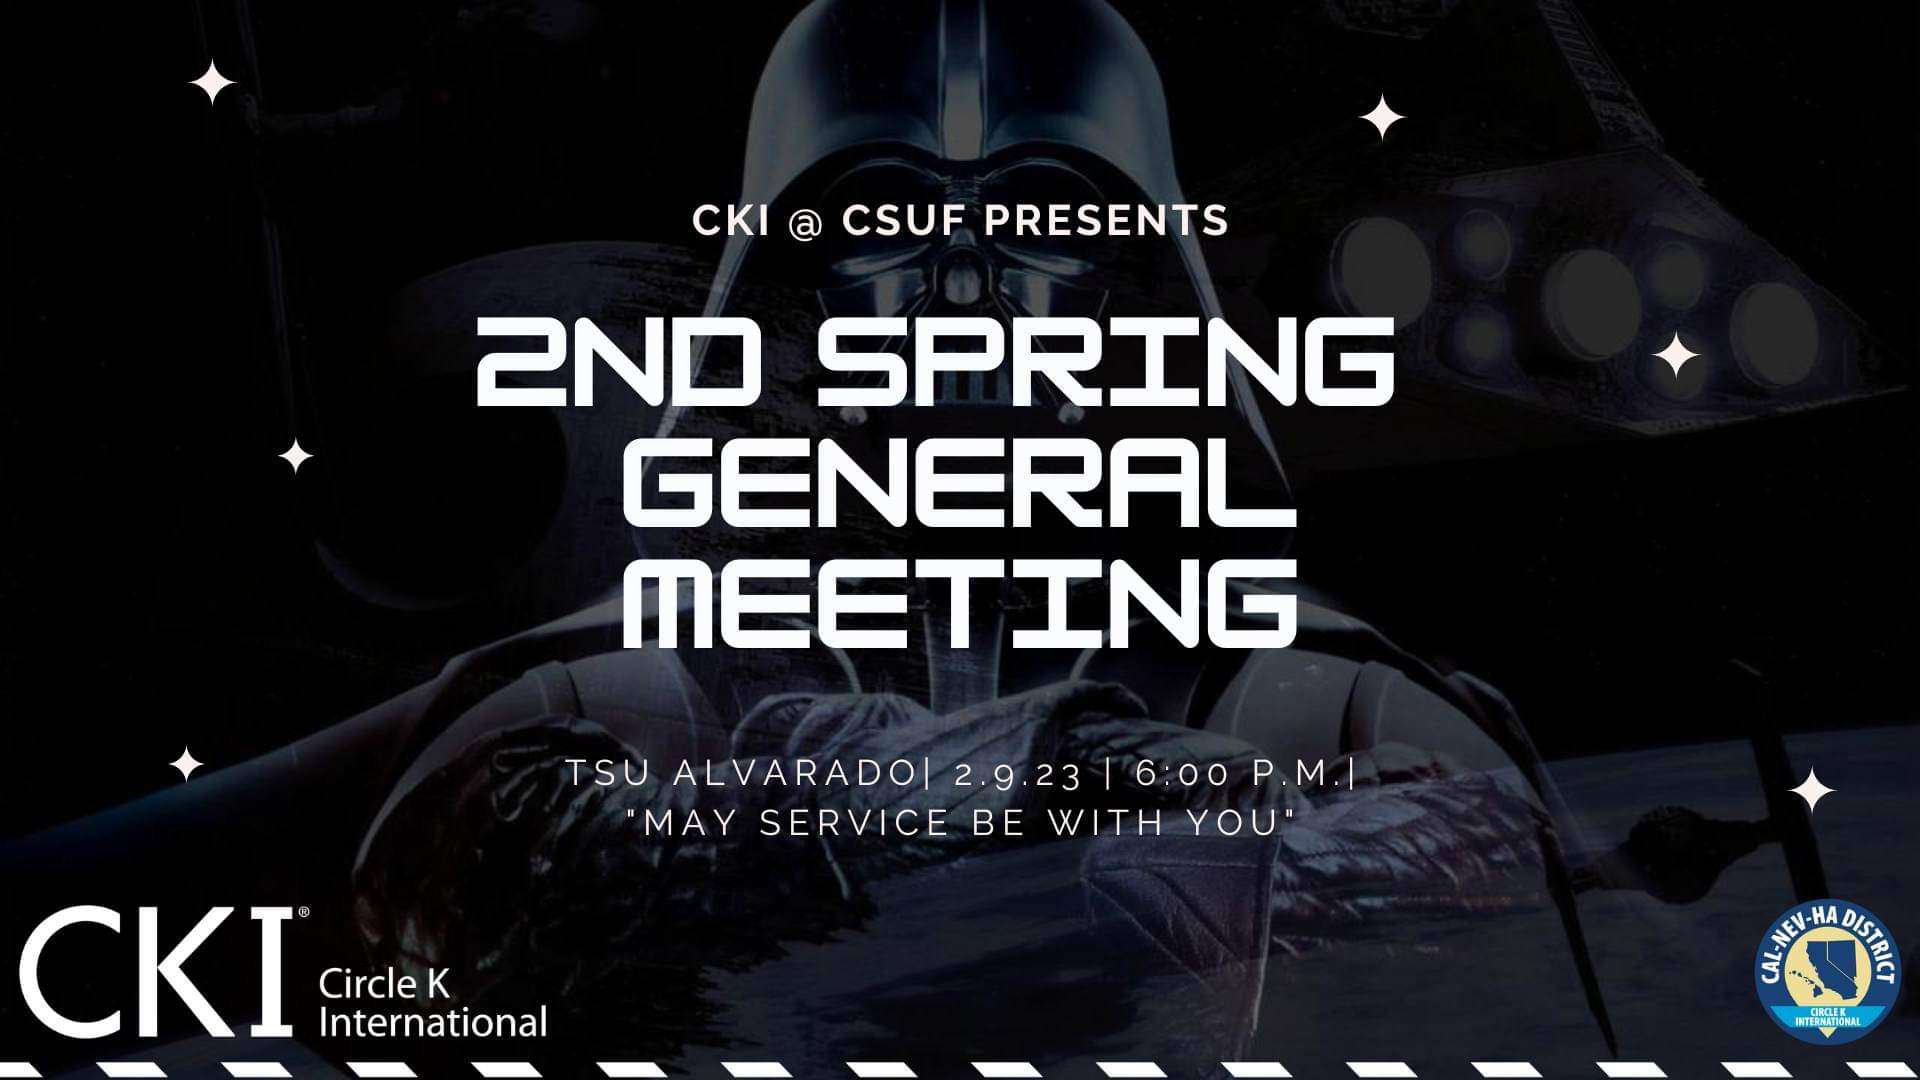 CKI @ CSUF PRESENTS
2ND SPRING
GENERAL
MEETING
TSU ALVARADO| 2.9.23 | 6:00 P.M.|
"MAY SERVICE BE WITH YOU"
CKI®
Circle K
International
CAL-NEV-HA DISTRICT
CIRCLE K
INTERNATIONAL